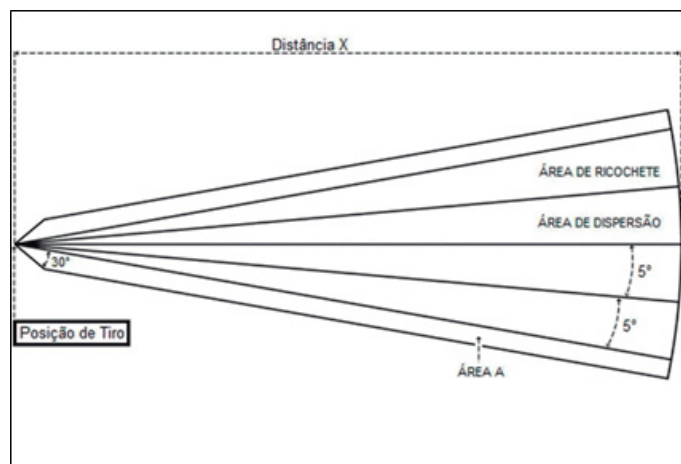 Distância X
ÁREA DE RICOCHETE
ÁREA DE DISPERSÃO
30°
5°
5°
Posição de Tiro
ÁREA A